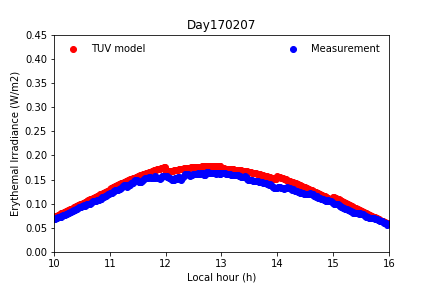 Day170207
TUV model
Measurement
Erythemal Irradiance (W/m2)
0.45
0.40
0.35
0.30
0.25
0.20
0.15
0.10
0.05
0.00
10 11 12 13 14 15 16
Local hour (h)